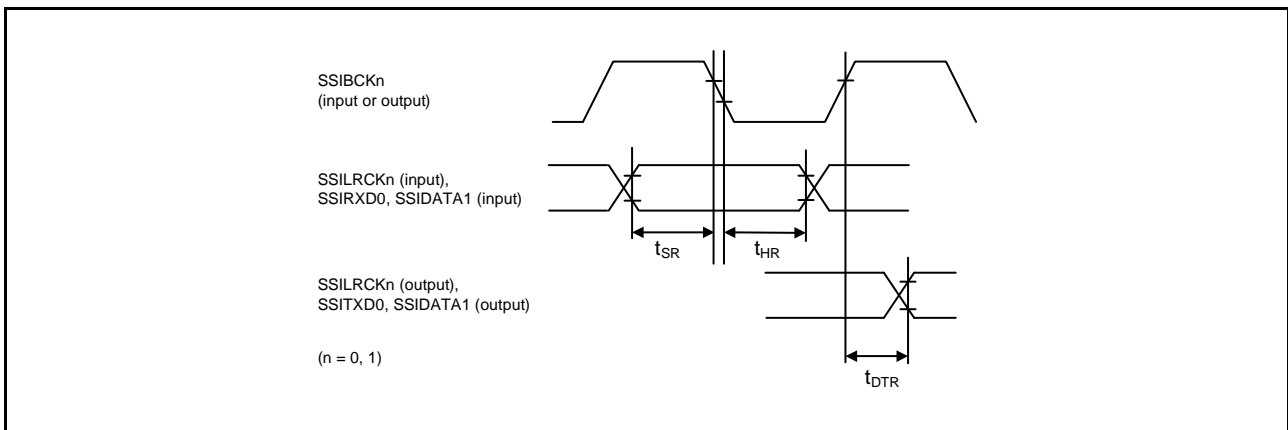 SSIBCKn
(input or output)
SSILRCKn (input),
SSIRXD0, SSIDATA1 (input)
tSR
tHR
SSILRCKn (output),
SSITXD0, SSIDATA1 (output)
(n = 0, 1)
tDTR